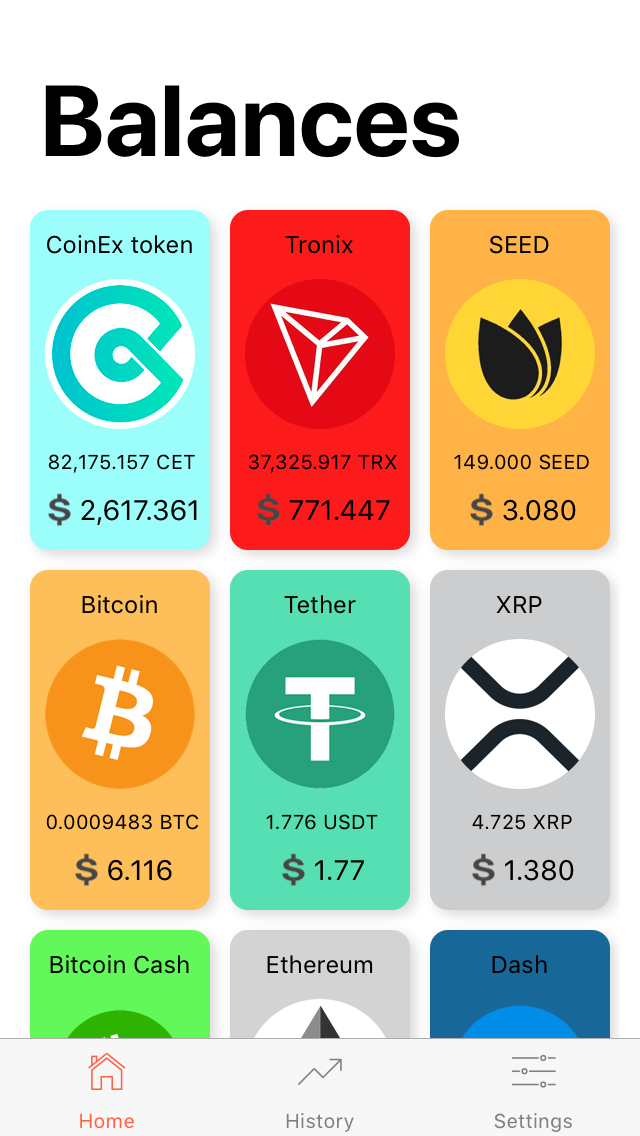 Balances
CoinEx token
Tronix
SEED
82,175.157 CET
37,325.917 TRX
149.000 SEED
$ 2,617.361
$ 771.447
$ 3.080
Bitcoin
Tether
XRP
0.0009483 BTC
1.776 USDT
4.725 XRP
$ 6.116
$ 1.77
$ 1.380
Bitcoin Cash
Ethereum
Dash
Home
History
Settings